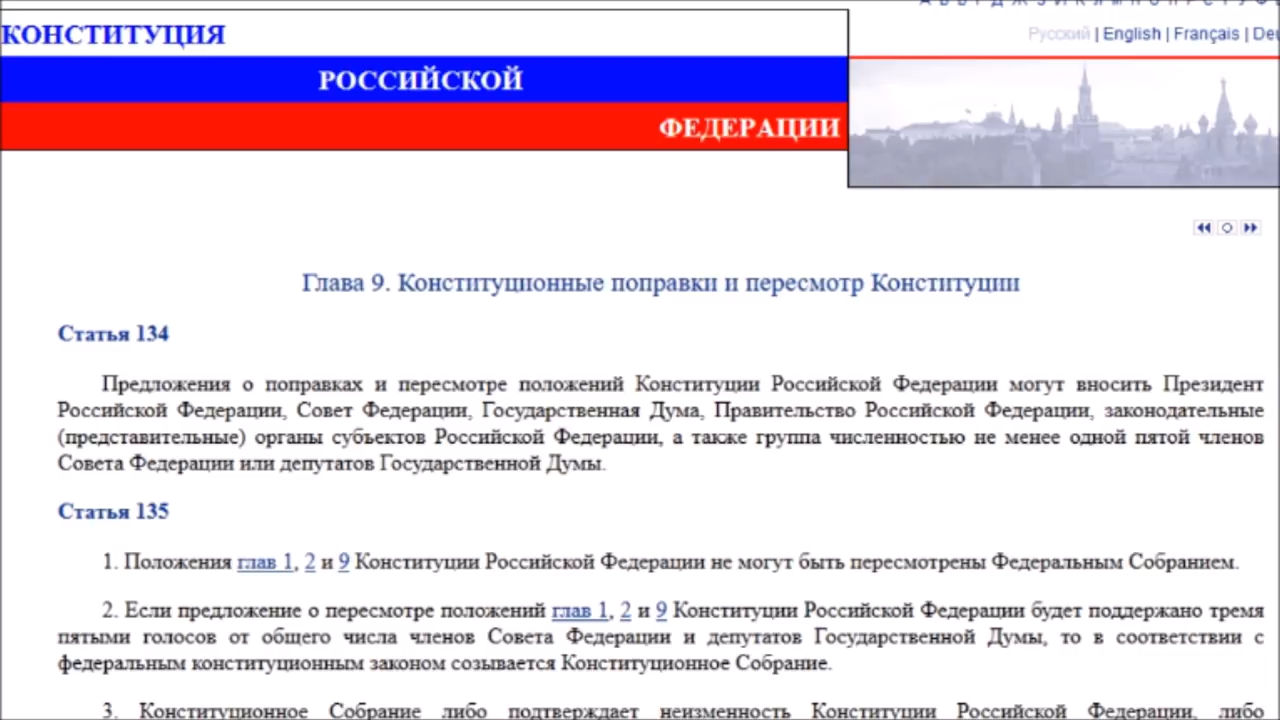 Русский | English | Français |
КОНСТИТУЦИЯ
РОССИЙСКОЙ
ФЕДЕРАЦИИ
Глава 9. Конституционные поправки и пересмотр Конституции
Статья 134
Предложения о поправках и пересмотре положений Конституции Российской Федерации могут вносить Президент
Российской Федерации, Совет Федерации, Государственная Дума, Правительство Российской Федерации, законодательные
(представительные) органы субъектов Российской Федерации, а также группа численностью не менее одной пятой членов
Совета Федерации или депутатов Государственной Думы.
Статья 135
1. Положения глав 1, 2 и 9 Конституции Российской Федерации не могут быть пересмотрены Федеральным Собранием.
2. Если предложение о пересмотре положений глав 1, 2 и 9 Конституции Российской Федерации будет поддержано тремя
пятыми голосов от общего числа членов Совета Федерации и депутатов Государственной Думы, то в соответствии с
федеральным конституционным законом созывается Конституционное Собрание.
3. Конституционное Собрание либо подтверждает неизменность Конституции Российской Федерации, либо